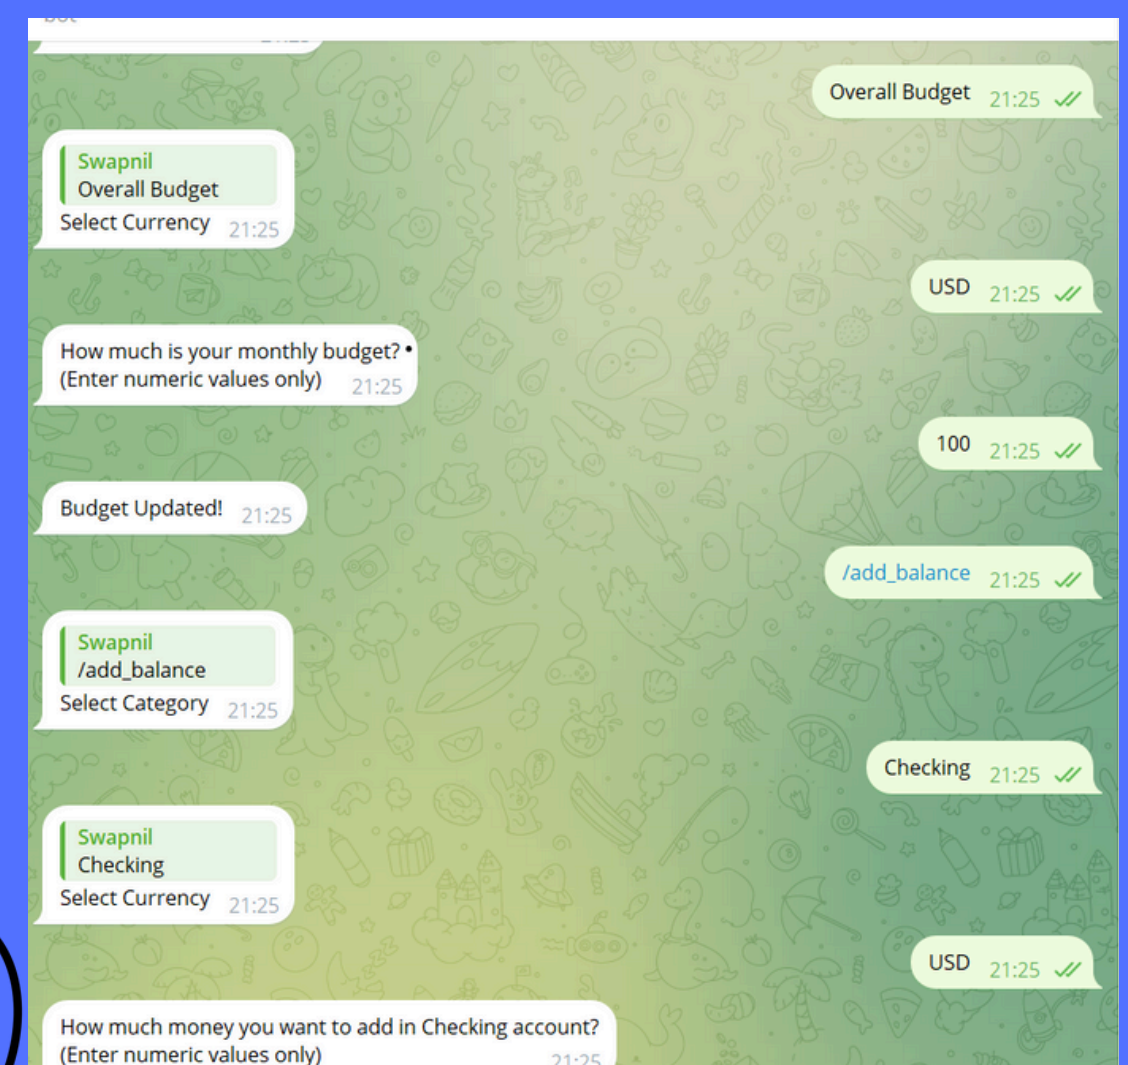 bot
Overall Budget 21:25
Swapnil
Overall Budget
Select Currency 21:25
USD 21:25
How much is your monthly budget?
(Enter numeric values only) 21:25
100 21:25
Budget Updated! 21:25
/add_balance 21:25
Swapnil
/add_balance
Select Category 21:25
Checking 21:25
Swapnil
Checking
Select Currency 21:25
USD 21:25
How much money you want to add in Checking account?
(Enter numeric values only) 21:25